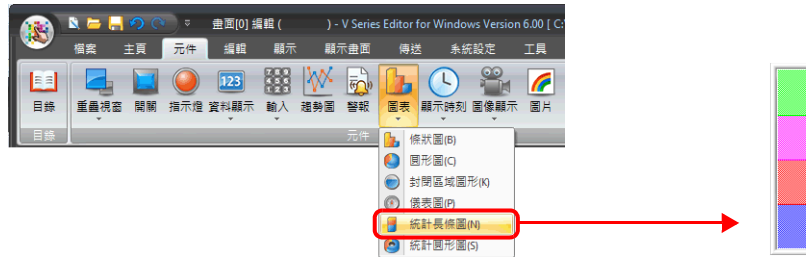 畫面[0] 編輯 (          ) - V Series Editor for Windows Version 6.00 [ C:
檔案 主頁 元件 編輯 顯示 顯示畫面 傳送 系統設定 工具
目錄 重疊視窗 開關 指示燈 資料顯示 輸入 趨勢圖 警報 圖表 顯示時刻 圖像顯示 圖片
目錄 元件
條狀圖(B)
圓形圖(C)
封閉區域圖形(K)
儀表圖(P)
統計長條圖(N)
統計圓形圖(S)